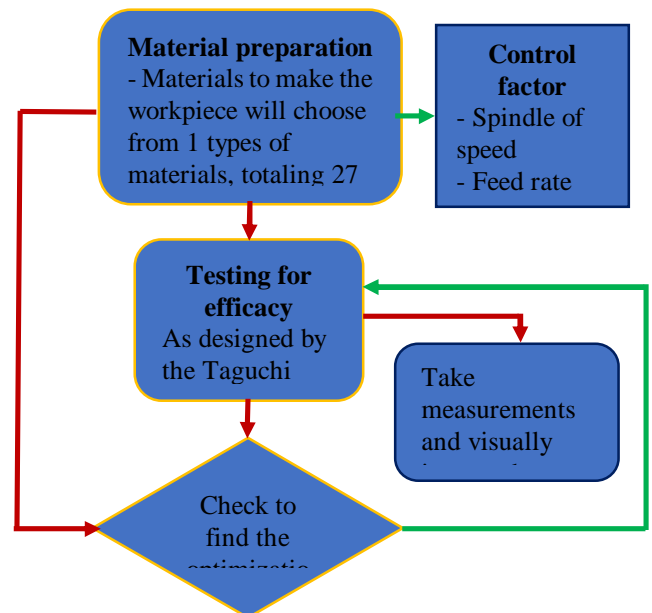 Material preparation
- Materials to make the
workpiece will choose
from 1 types of
materials, totaling 27
Control
factor
- Spindle of
speed
- Feed rate
Testing for
efficacy
As designed by
the Taguchi
Take
measurements
and visually
Check to
find the